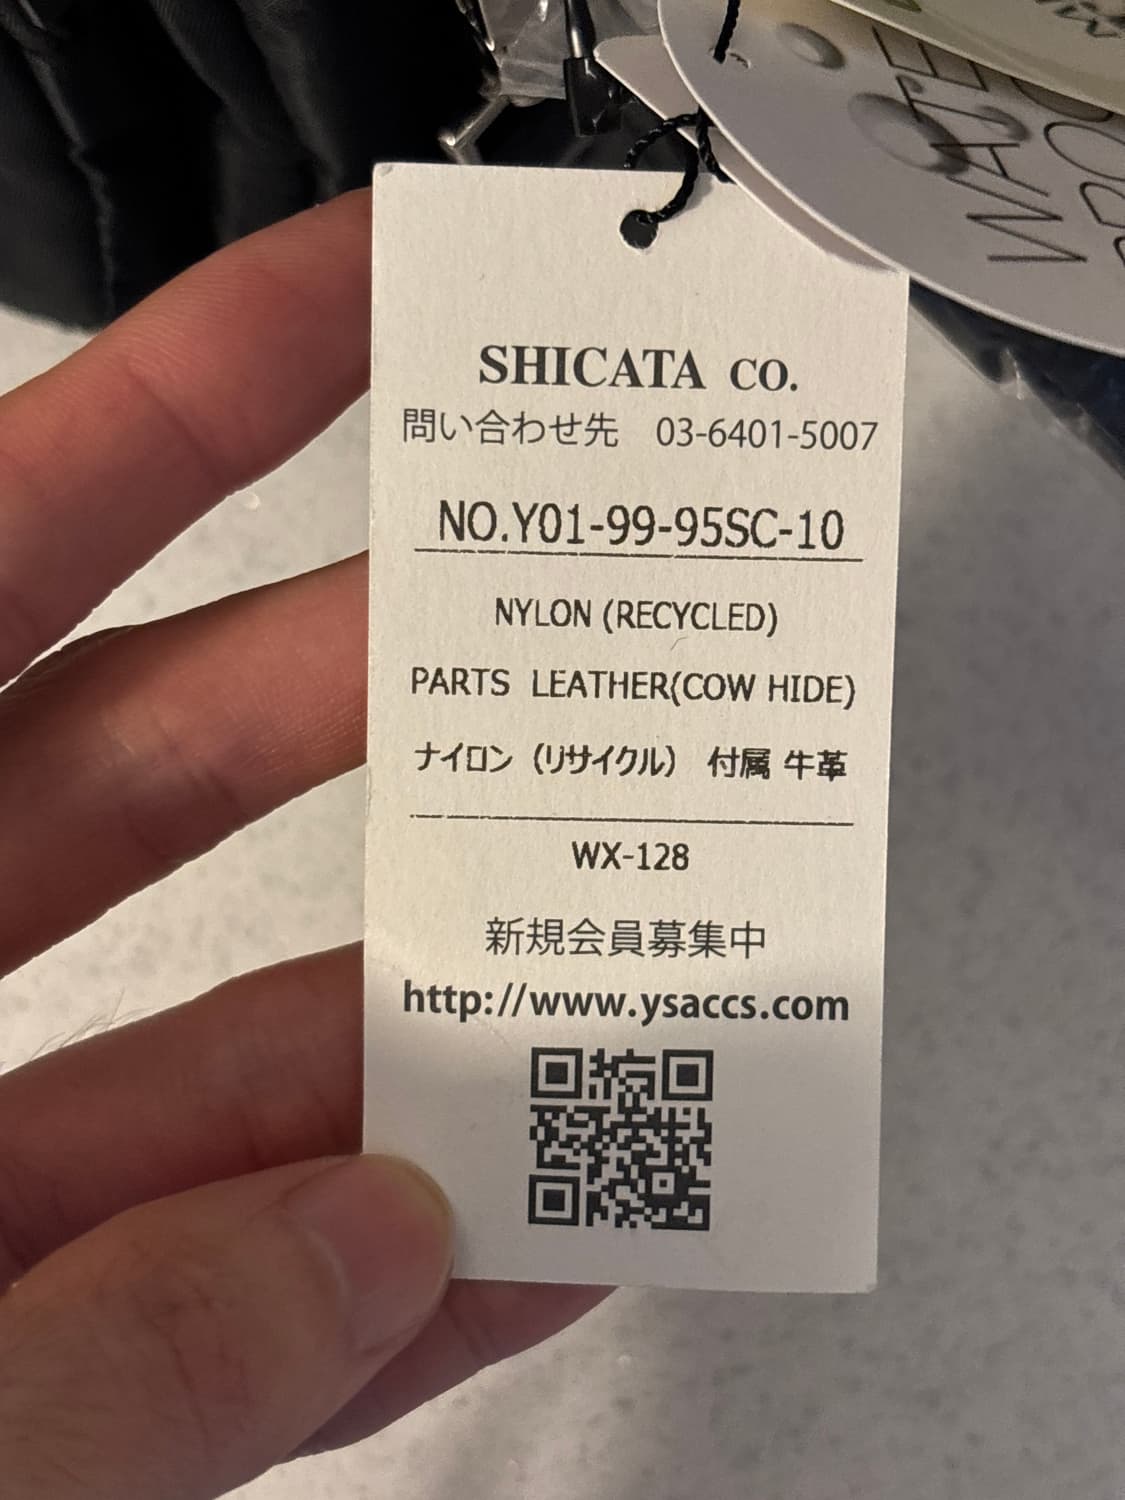 SHICATA CO.
問い合わせ先 03-6401-5007
NO.Y01-99-95SC-10
NYLON (RECYCLED)
PARTS LEATHER(COW HIDE)
ナイロン（リサイクル） 付属 牛革
WX-128
新規会員募集中
http://www.ysaccs.com
WATE